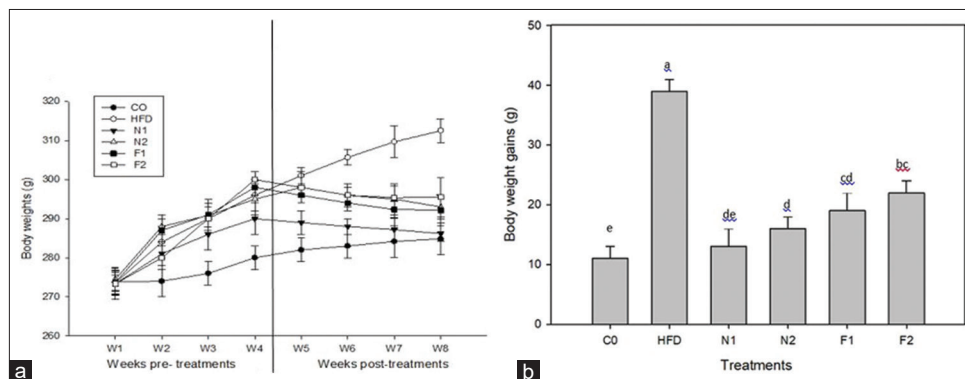 320
310
300
290
280
270
260
Body weights (g)
CO
HFD
N1
N2
F1
F2
W1 W2 W3 W4 W5 W6 W7 W8
Weeks pre- treatments Weeks post-treatments
a
50
40
30
20
10
0
Body weight gains (g)
e
a
de
d
cd
bc
C0 HFD N1 N2 F1 F2
Treatments
b